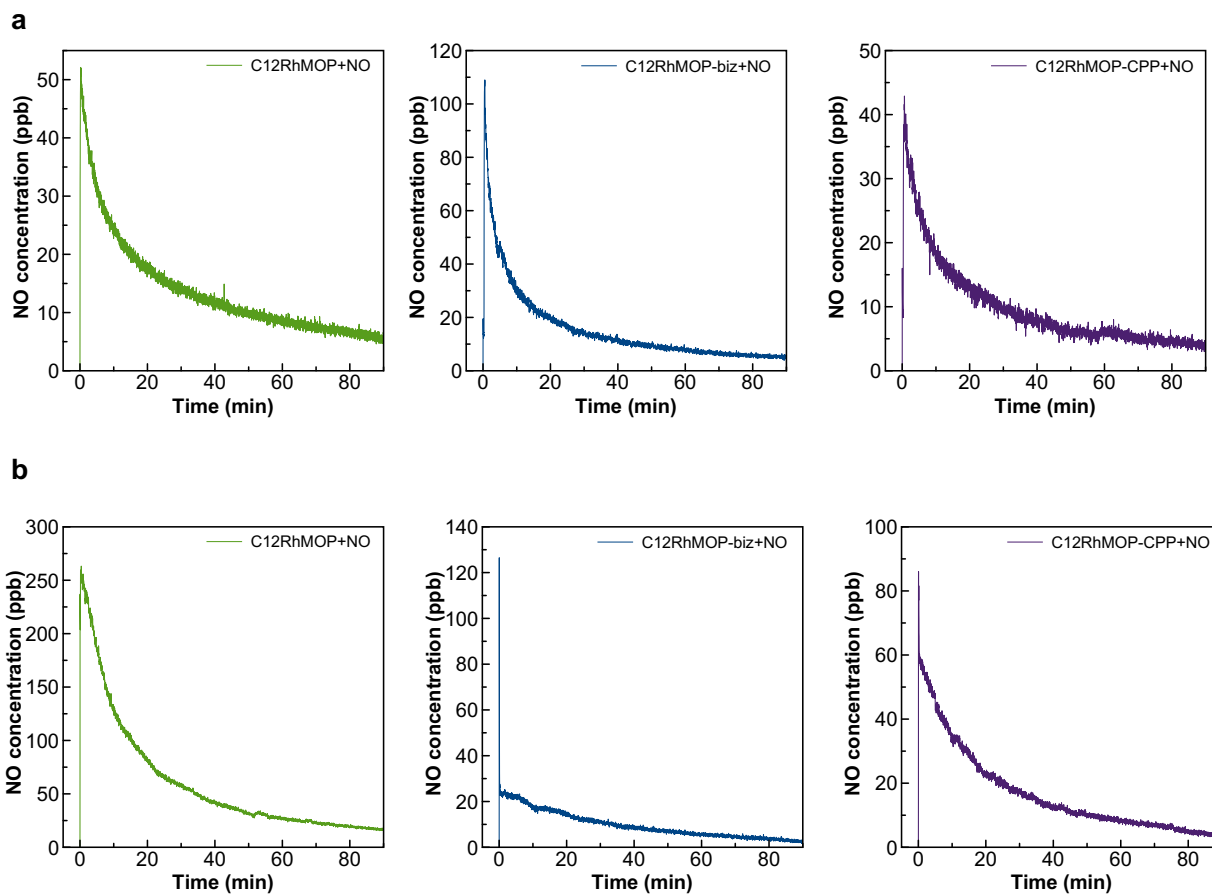 a
C12RhMOP+NO
NO concentration (ppb)
0
10
20
30
40
50
0 20 40 60 80
Time (min)
C12RhMOP-biz+NO
NO concentration (ppb)
0
20
40
60
80
100
120
0 20 40 60 80
Time (min)
C12RhMOP-CPP+NO
NO concentration (ppb)
0
10
20
30
40
50
0 20 40 60 80
Time (min)
b
C12RhMOP+NO
NO concentration (ppb)
0
50
100
150
200
250
300
0 20 40 60 80
Time (min)
C12RhMOP-biz+NO
NO concentration (ppb)
0
20
40
60
80
100
120
140
0 20 40 60 80
Time (min)
C12RhMOP-CPP+NO
NO concentration (ppb)
0
20
40
60
80
100
0 20 40 60 80
Time (min)